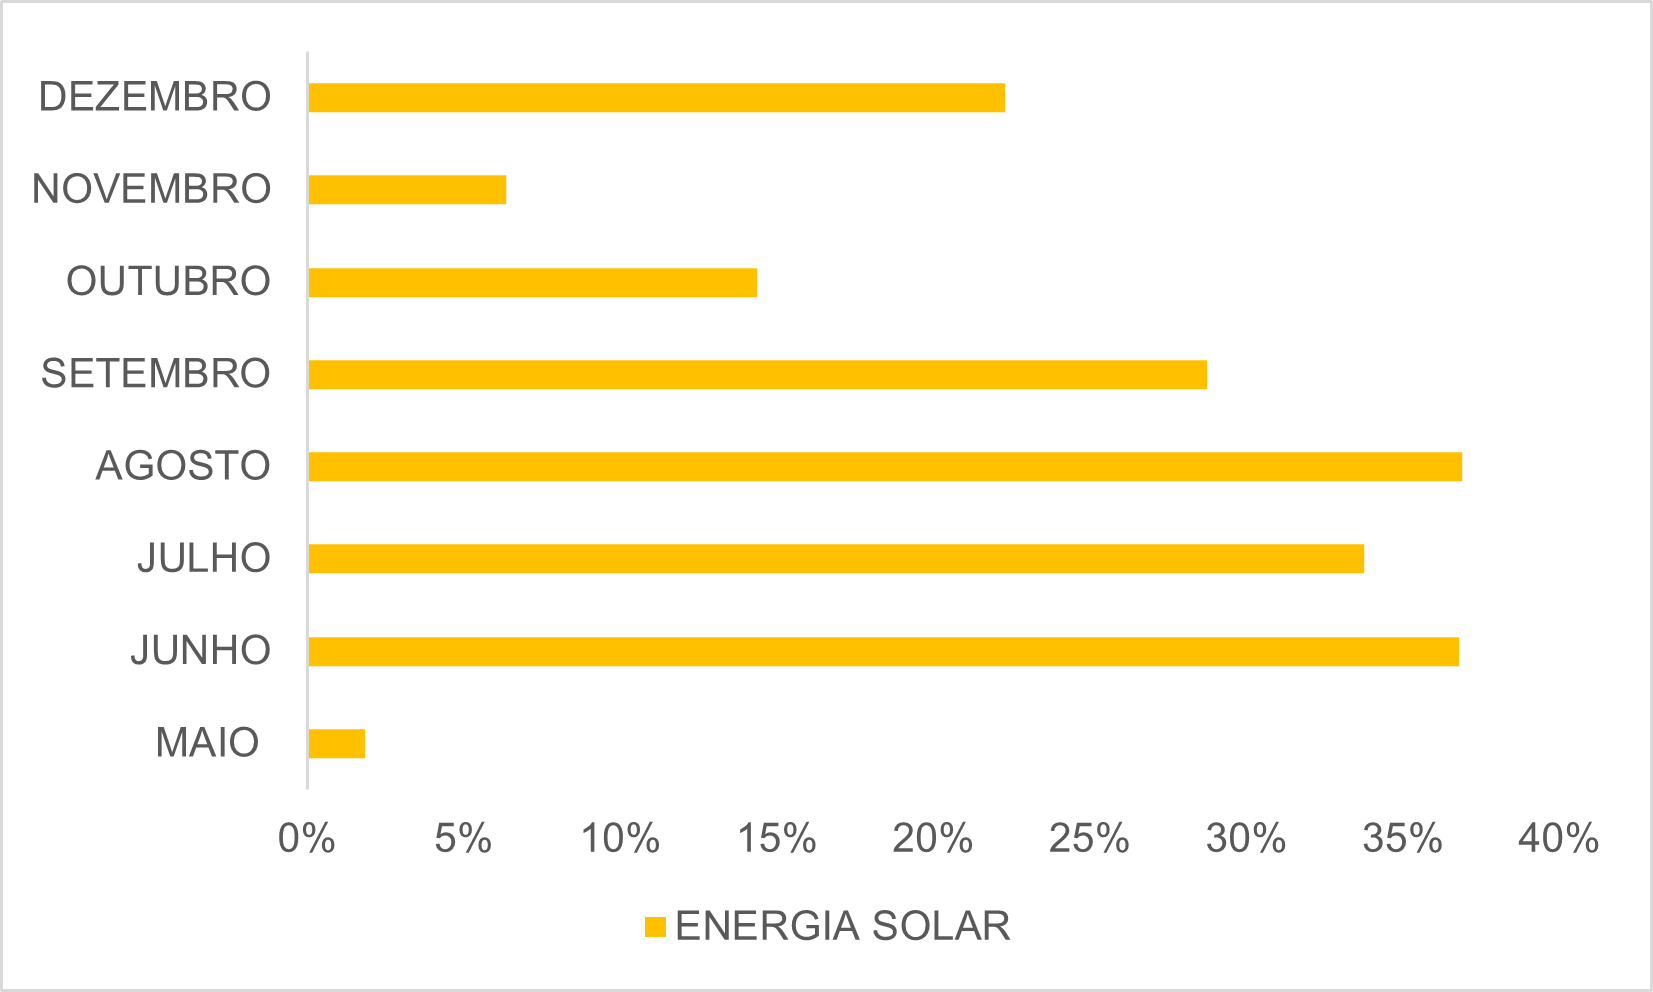 DEZEMBRO
NOVEMBRO
OUTUBRO
SETEMBRO
AGOSTO
JULHO
JUNHO
MAIO
0% 5% 10% 15% 20% 25% 30% 35% 40%
ENERGIA SOLAR